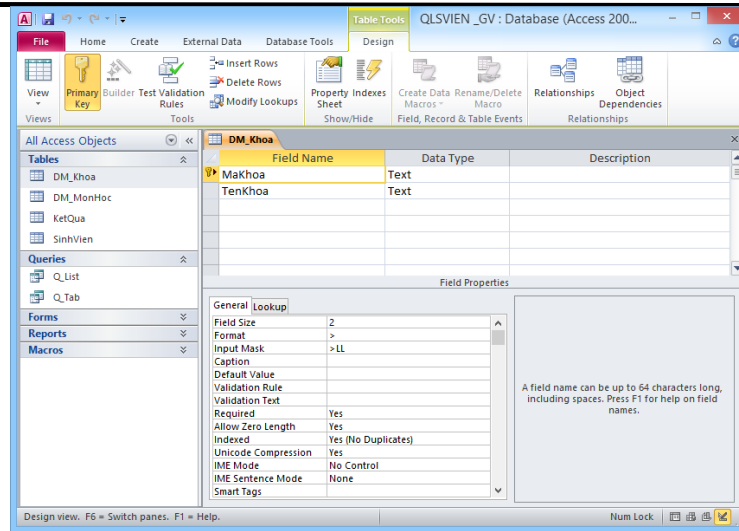 A Table Tools QLSVIEN _GV : Database (Access 200...
File Home Create External Data Database Tools Design
View
Views
Primary Key
Builder
Test Validation Rules
Insert Rows
Delete Rows
Modify Lookups
Tools
Property Sheet
Indexes
Show/Hide
Create Data Macros
Rename/Delete Macro
Field, Record & Table Events
Relationships
Object Dependencies
Relationships
All Access Objects
Tables
DM_Khoa
DM_MonHoc
KetQua
SinhVien
Queries
Q_List
Q_Tab
Forms
Reports
Macros
DM_Khoa
Field Name Data Type Description
MaKhoa Text
TenKhoa Text
Field Properties
General Lookup
Field Size 2
Format >
Input Mask >LL
Caption
Default Value
Validation Rule
Validation Text
Required Yes
Allow Zero Length Yes
Indexed Yes (No Duplicates)
Unicode Compression Yes
IME Mode No Control
IME Sentence Mode None
Smart Tags
A field name can be up to 64 characters long,
including spaces. Press F1 for help on field
names.
Design view. F6 = Switch panes. F1 = Help. Num Lock